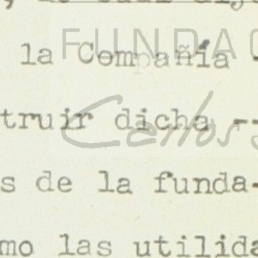 la Compañía -
truir dicha --
s de la funda-
mo las utilida